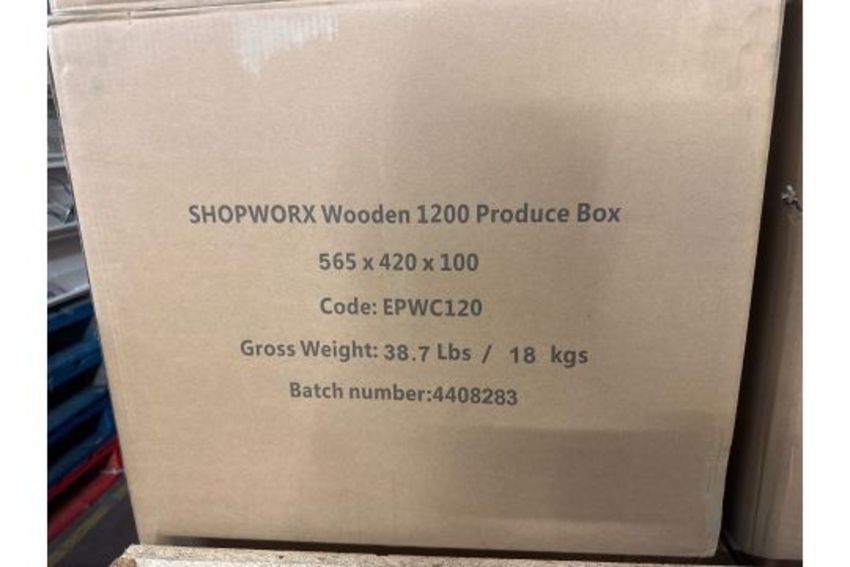 SHOPWORX Wooden 1200 Produce Box
565 x 420 x 100
Code: EPWC120
Gross Weight: 38.7 Lbs / 18 kgs
Batch number:4408283